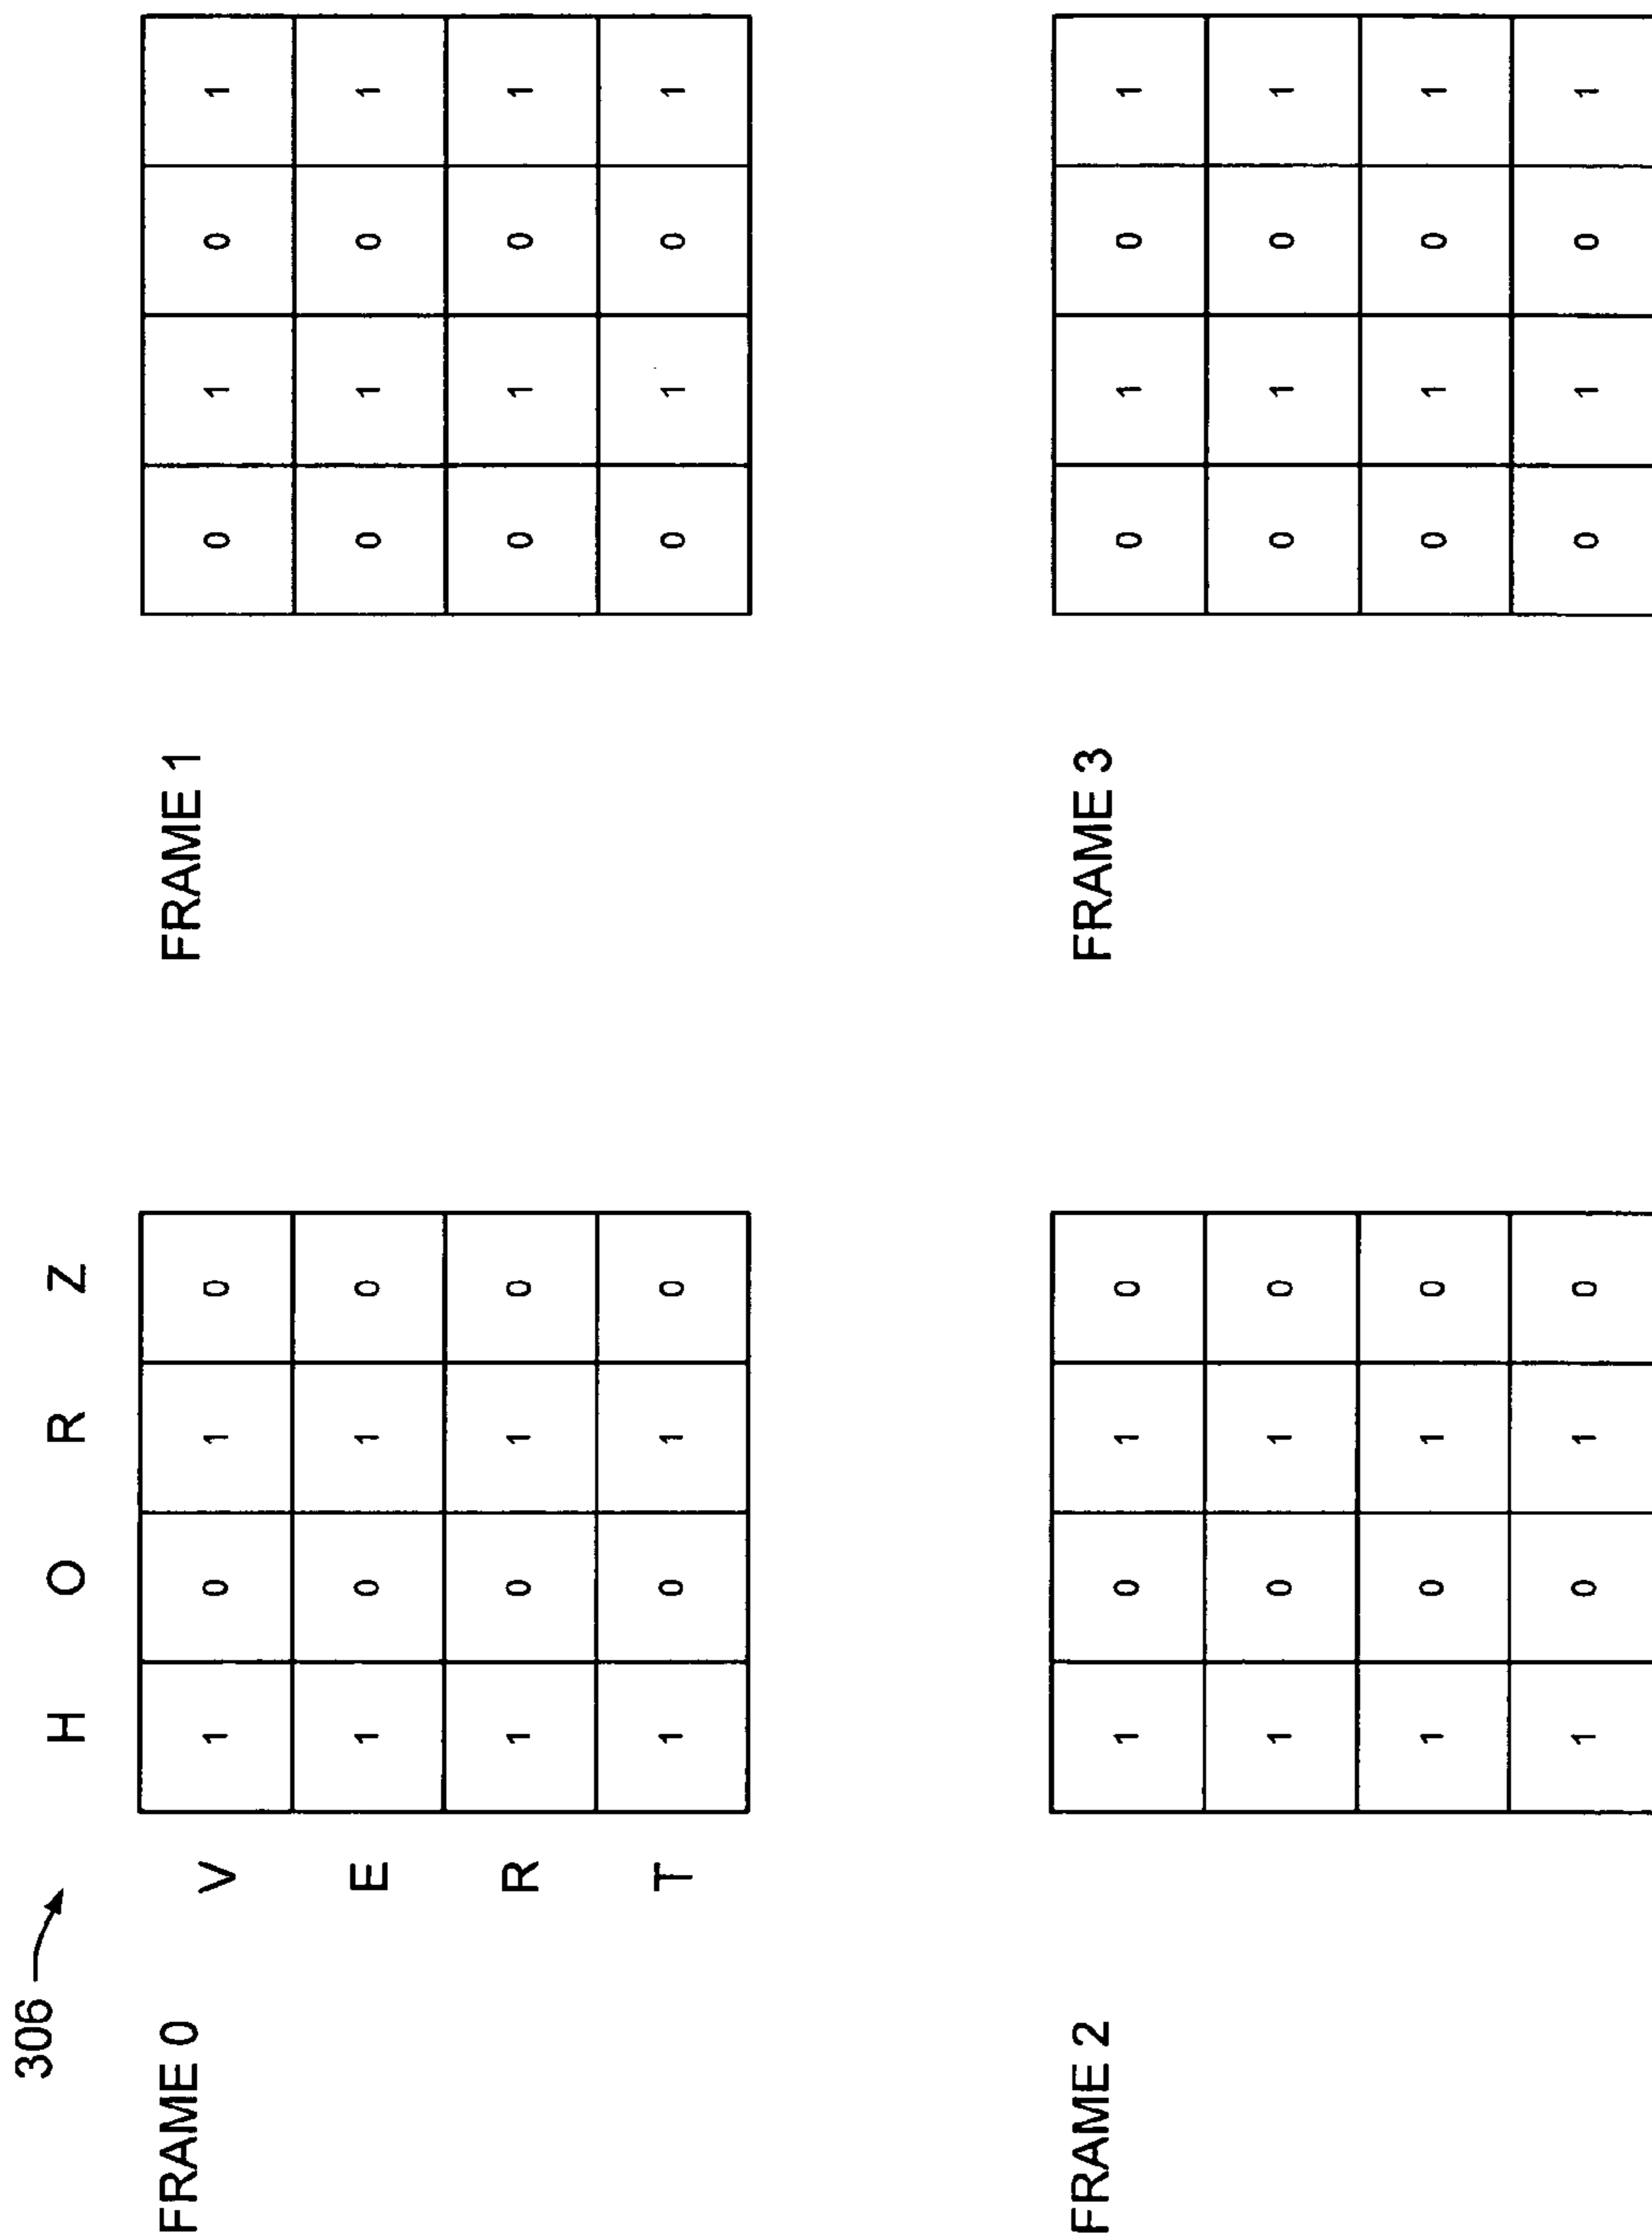 306
H O R Z
FRAME 0 V 1 0 1 0 FRAME 1 0 1 0 1
E 1 0 1 0 0 1 0 1
R 1 0 1 0 0 1 0 1
T 1 0 1 0 0 1 0 1
FRAME 2 1 0 1 0 FRAME 3 0 1 0 1
1 0 1 0 0 1 0 1
1 0 1 0 0 1 0 1
1 0 1 0 0 1 0 1